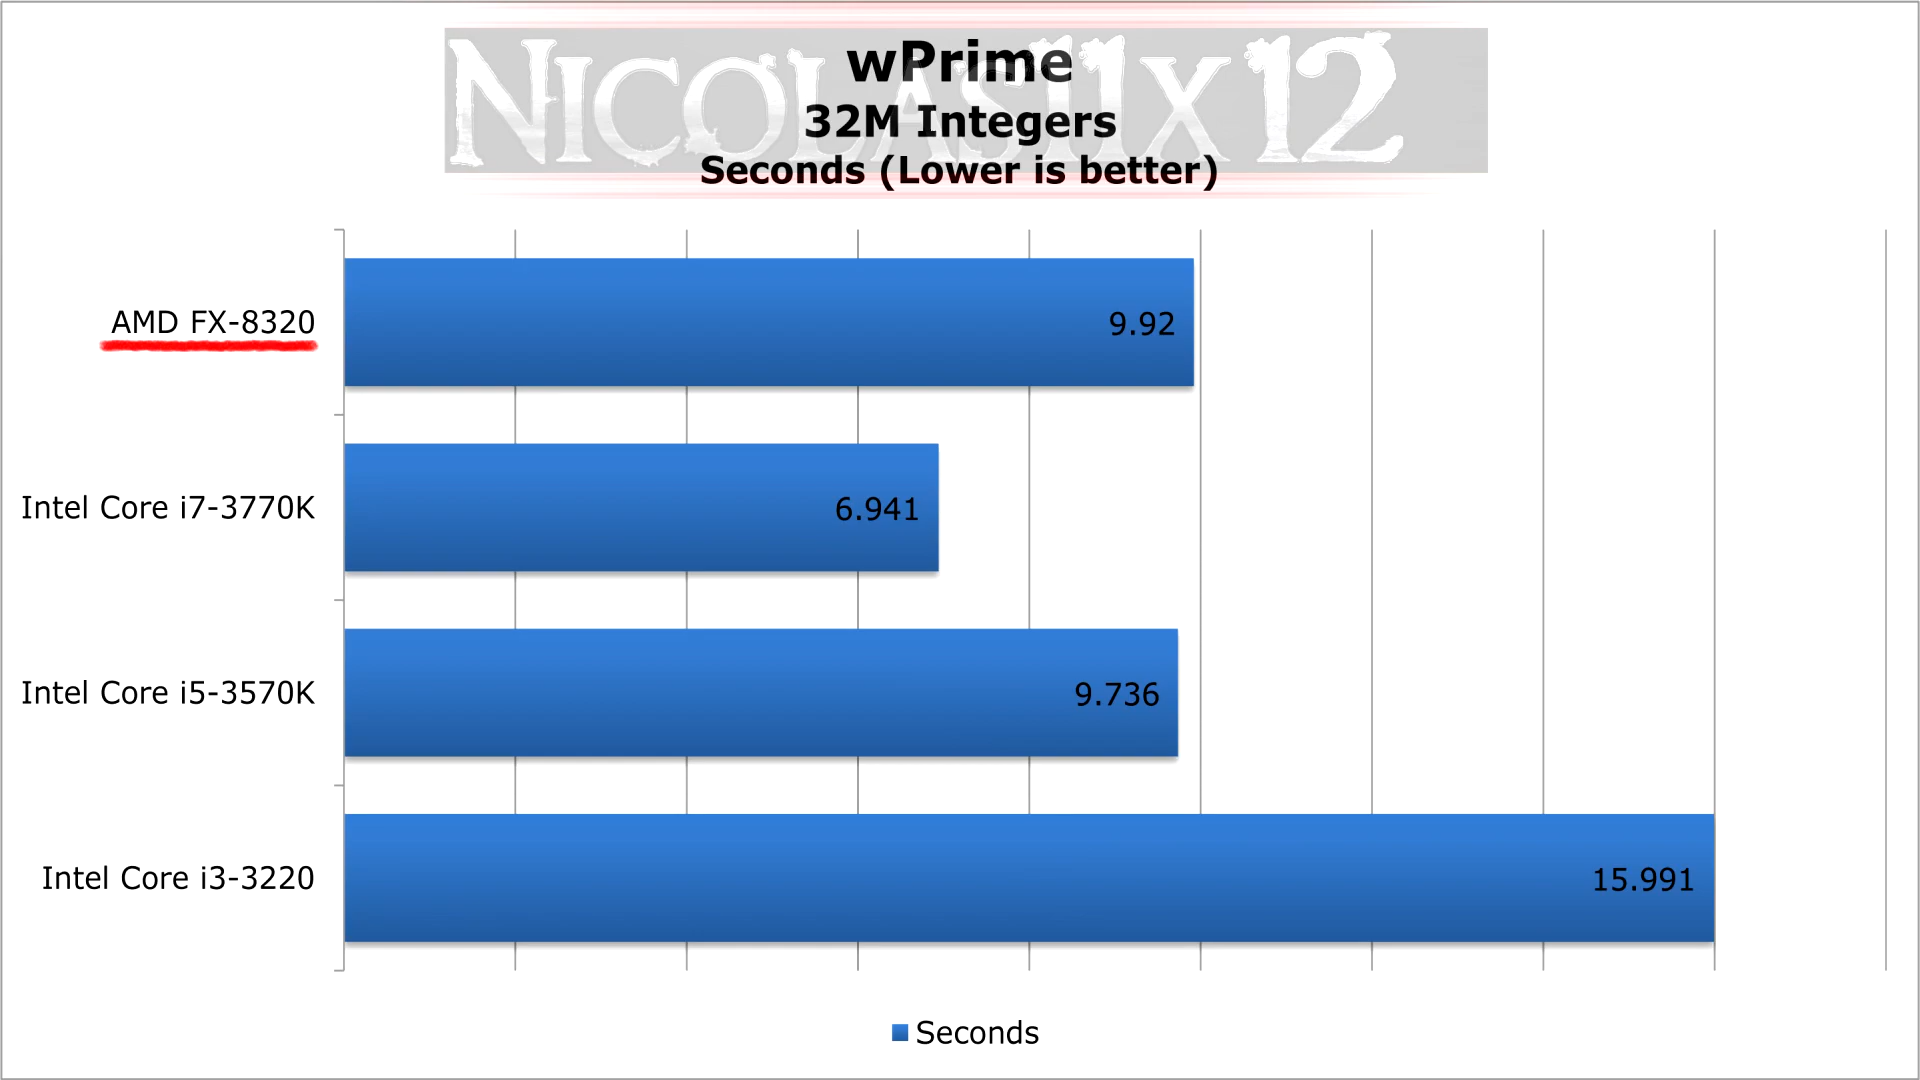 NICOLAS11X12
wPrime
32M Integers
Seconds (Lower is better)
AMD FX-8320
9.92
Intel Core i7-3770K
6.941
Intel Core i5-3570K
9.736
Intel Core i3-3220
15.991
Seconds